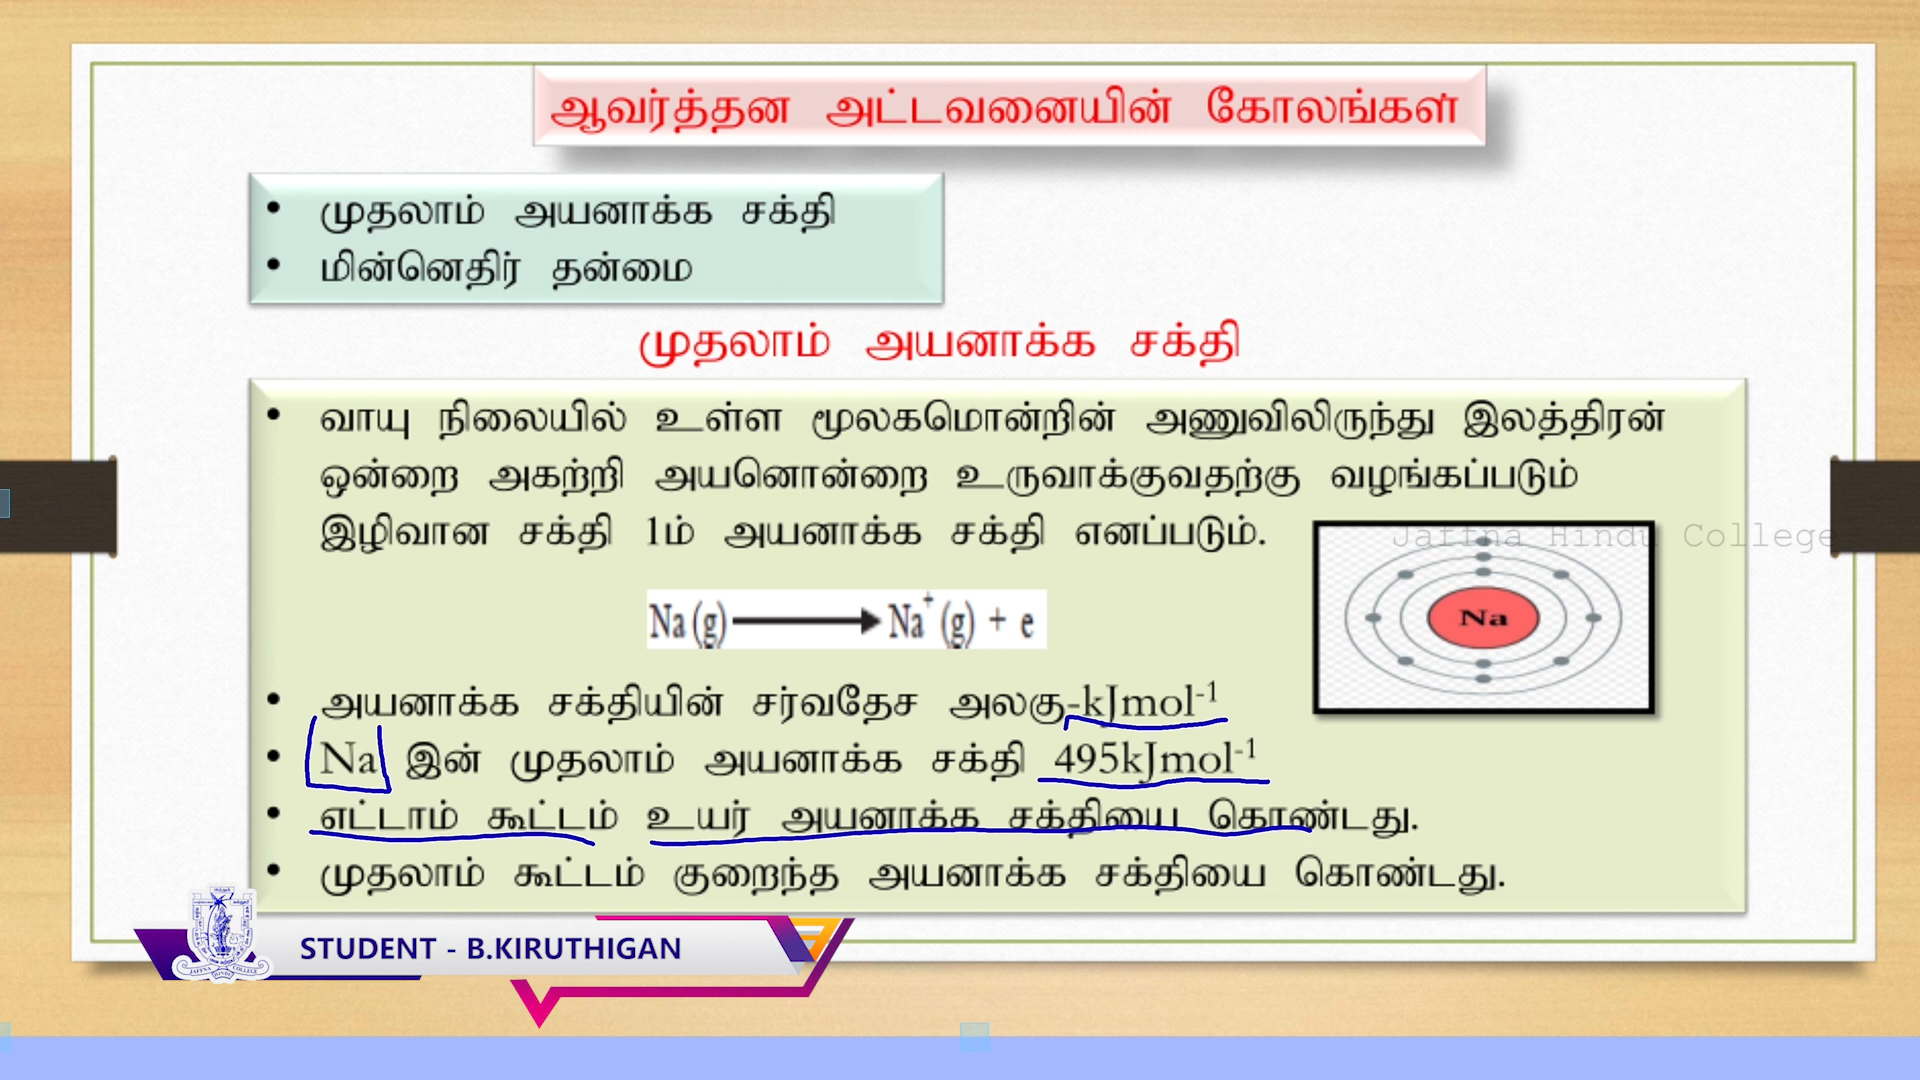 ஆவர்த்தன அட்டவனையின் கோலங்கள்
• முதலாம் அயனாக்க சக்தி
• மின்னெதிர் தன்மை
முதலாம் அயனாக்க சக்தி
• வாயு நிலையில் உள்ள மூலகமொன்றின் அணுவிலிருந்து இலத்திரன்
ஒன்றை அகற்றி அயனொன்றை உருவாக்குவதற்கு வழங்கப்படும்
இழிவான சக்தி 1ம் அயனாக்க சக்தி எனப்படும்.
Jaffna Hindu College
Na (g) ⟶ Na⁺ (g) + e
Na
• அயனாக்க சக்தியின் சர்வதேச அலகு-kJmol⁻¹
• Na இன் முதலாம் அயனாக்க சக்தி 495kJmol⁻¹
• எட்டாம் கூட்டம் உயர் அயனாக்க சக்தியை கொண்டது.
• முதலாம் கூட்டம் குறைந்த அயனாக்க சக்தியை கொண்டது.
STUDENT - B.KIRUTHIGAN
JAFFNA HINDU COLLEGE